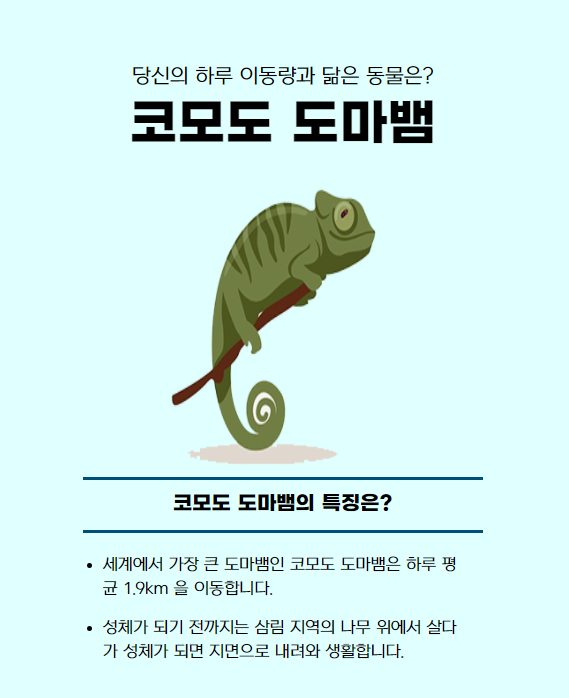 당신의 하루 이동량과 닮은 동물은?
코모도 도마뱀
코모도 도마뱀의 특징은?
• 세계에서 가장 큰 도마뱀인 코모도 도마뱀은 하루 평
균 1.9km 을 이동합니다.
• 성체가 되기 전까지는 삼림 지역의 나무 위에서 살다
가 성체가 되면 지면으로 내려와 생활합니다.